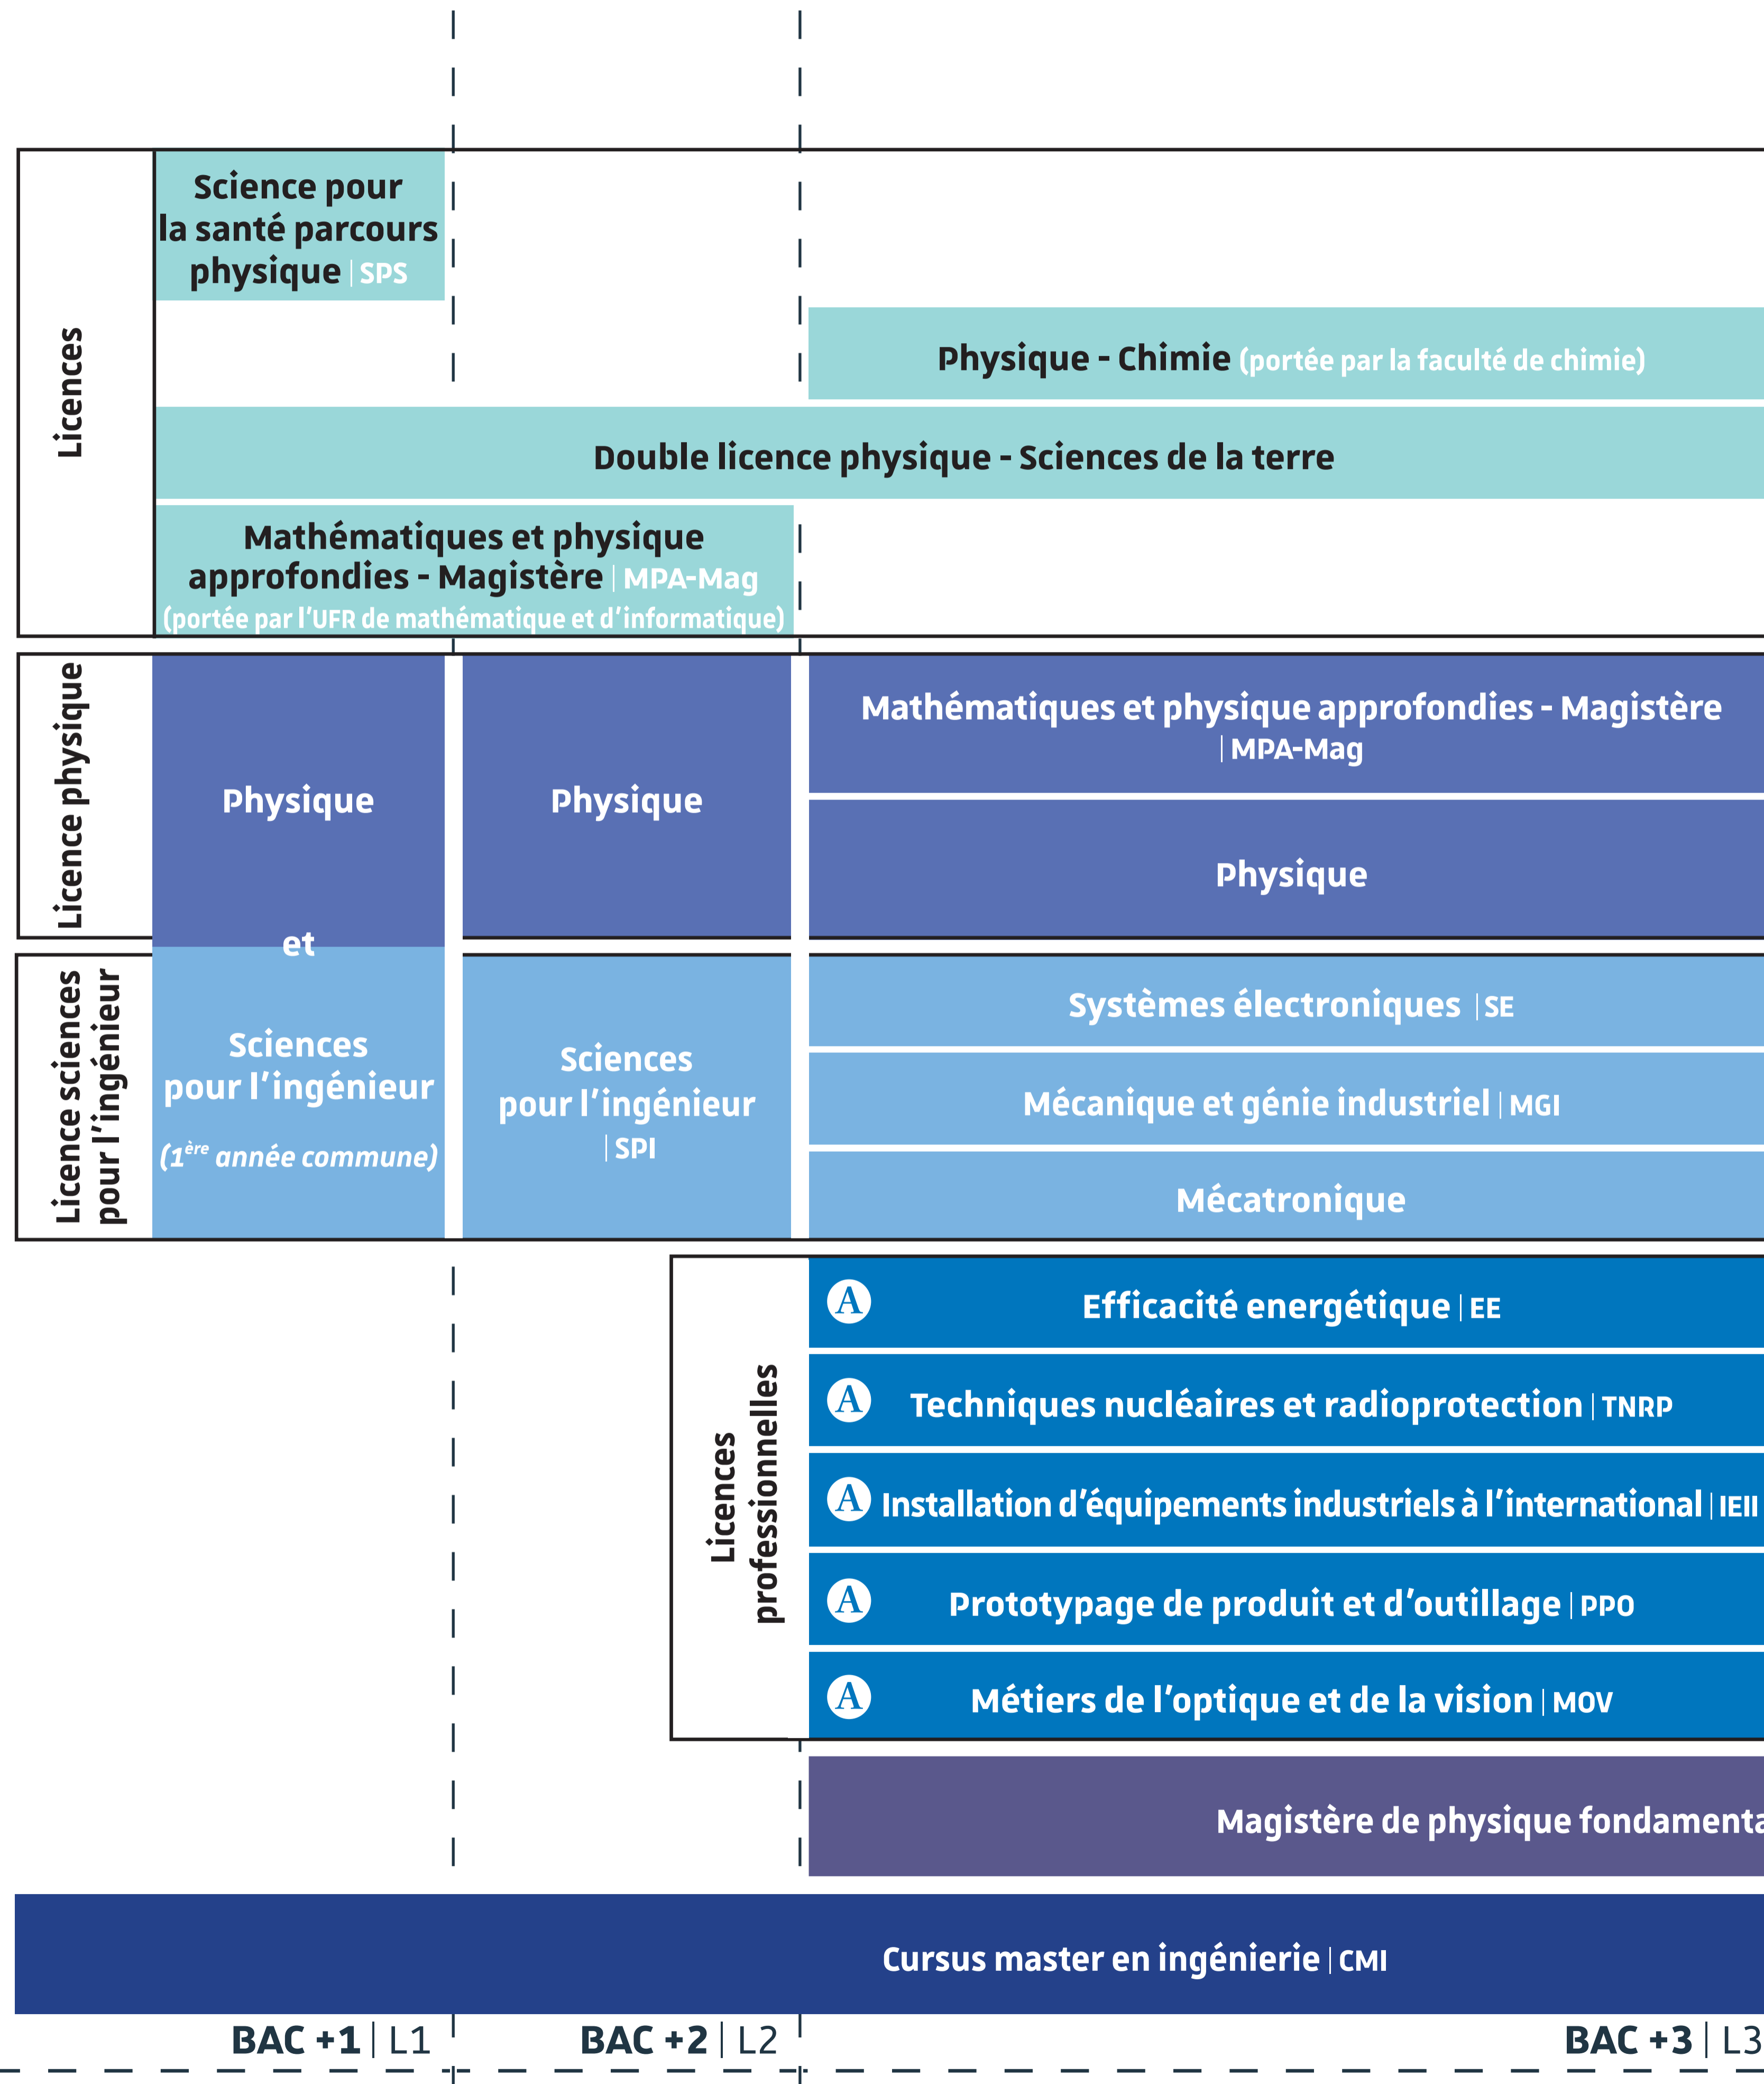 Licences
Science pour
la santé parcours
physique | SPS
Physique - Chimie (portée par la faculté de chimie)
Double licence physique - Sciences de la terre
Mathématiques et physique
approfondies - Magistère | MPA-Mag
(portée par l'UFR de mathématique et d'informatique)
Licence physique
Physique
et
Sciences
pour l'ingénieur
(1ère année commune)
Physique
Mathématiques et physique approfondies - Magistère
| MPA-Mag
Physique
Licence sciences
pour l'ingénieur
Sciences
pour l'ingénieur
| SPI
Systèmes électroniques | SE
Mécanique et génie industriel | MGI
Mécatronique
Licences
professionnelles
A Efficacité energétique | EE
A Techniques nucléaires et radioprotection | TNRP
A Installation d'équipements industriels à l'international | IEII
A Prototypage de produit et d'outillage | PPO
A Métiers de l'optique et de la vision | MOV
Magistère de physique fondamenta
Cursus master en ingénierie | CMI
BAC +1 | L1
BAC +2 | L2
BAC +3 | L3